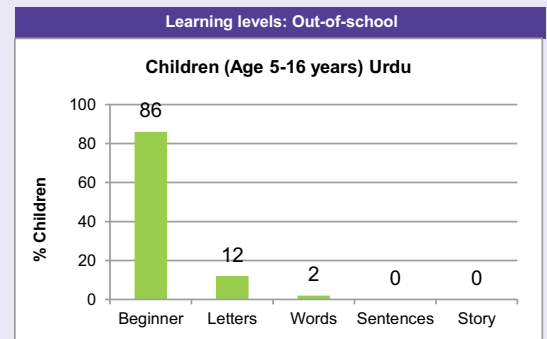 Learning levels: Out-of-school
Children (Age 5-16 years) Urdu
% Children
100
80
60
40
20
0
86
12
2
0
0
Beginner Letters Words Sentences Story